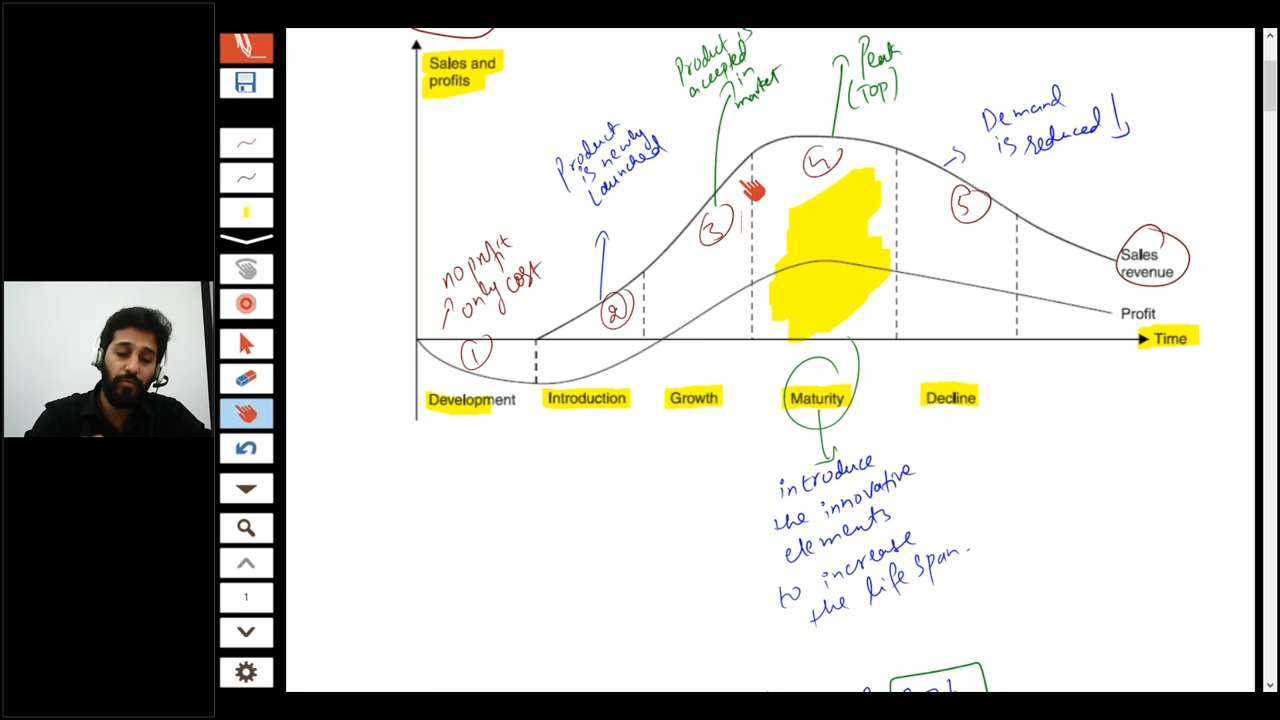 Sales and
profits
Product is
accepted
in
market
Peak
(TOP)
Demand
is reduced
Product
is newly
Launched
no profit
only cost
1
2
3
4
5
Sales
revenue
Profit
Time
Development
Introduction
Growth
Maturity
Decline
introduce
the innovative
elements
to increase
the life span.
1